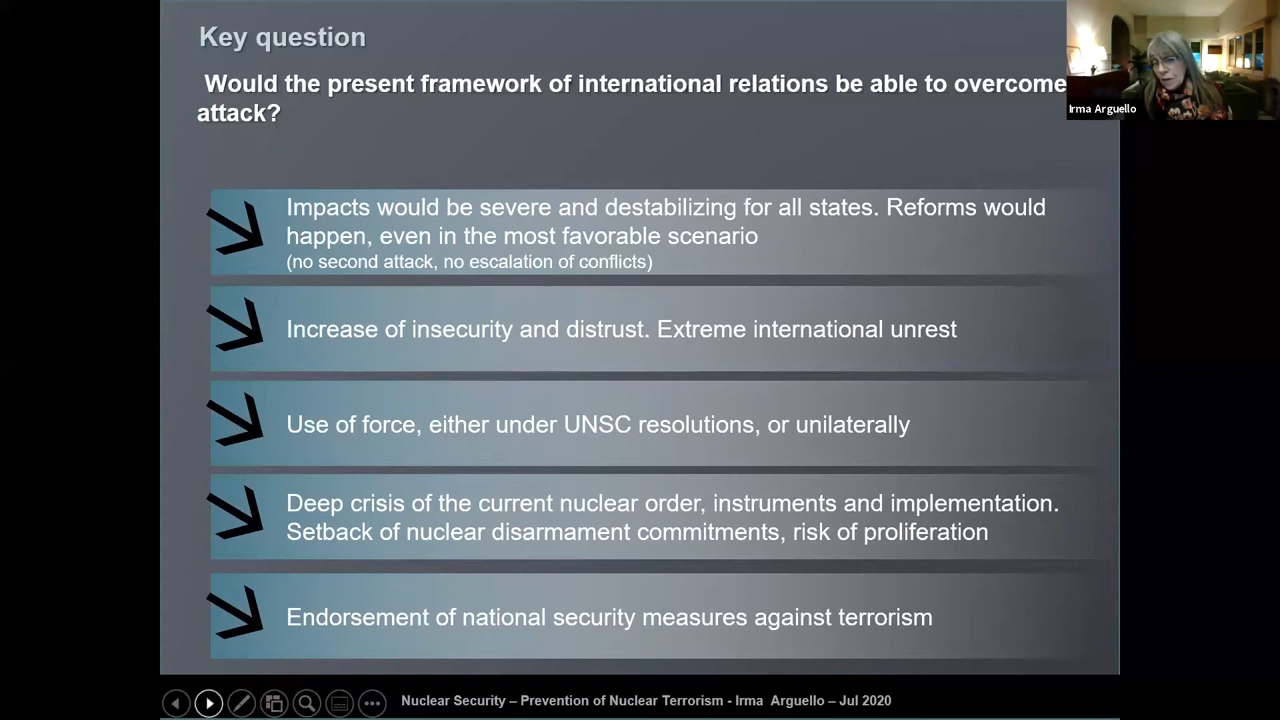 Key question
Would the present framework of international relations be able to overcome
attack?
Irma Arguello
Impacts would be severe and destabilizing for all states. Reforms would
happen, even in the most favorable scenario
(no second attack, no escalation of conflicts)
Increase of insecurity and distrust. Extreme international unrest
Use of force, either under UNSC resolutions, or unilaterally
Deep crisis of the current nuclear order, instruments and implementation.
Setback of nuclear disarmament commitments, risk of proliferation
Endorsement of national security measures against terrorism
Nuclear Security – Prevention of Nuclear Terrorism - Irma Arguello – Jul 2020